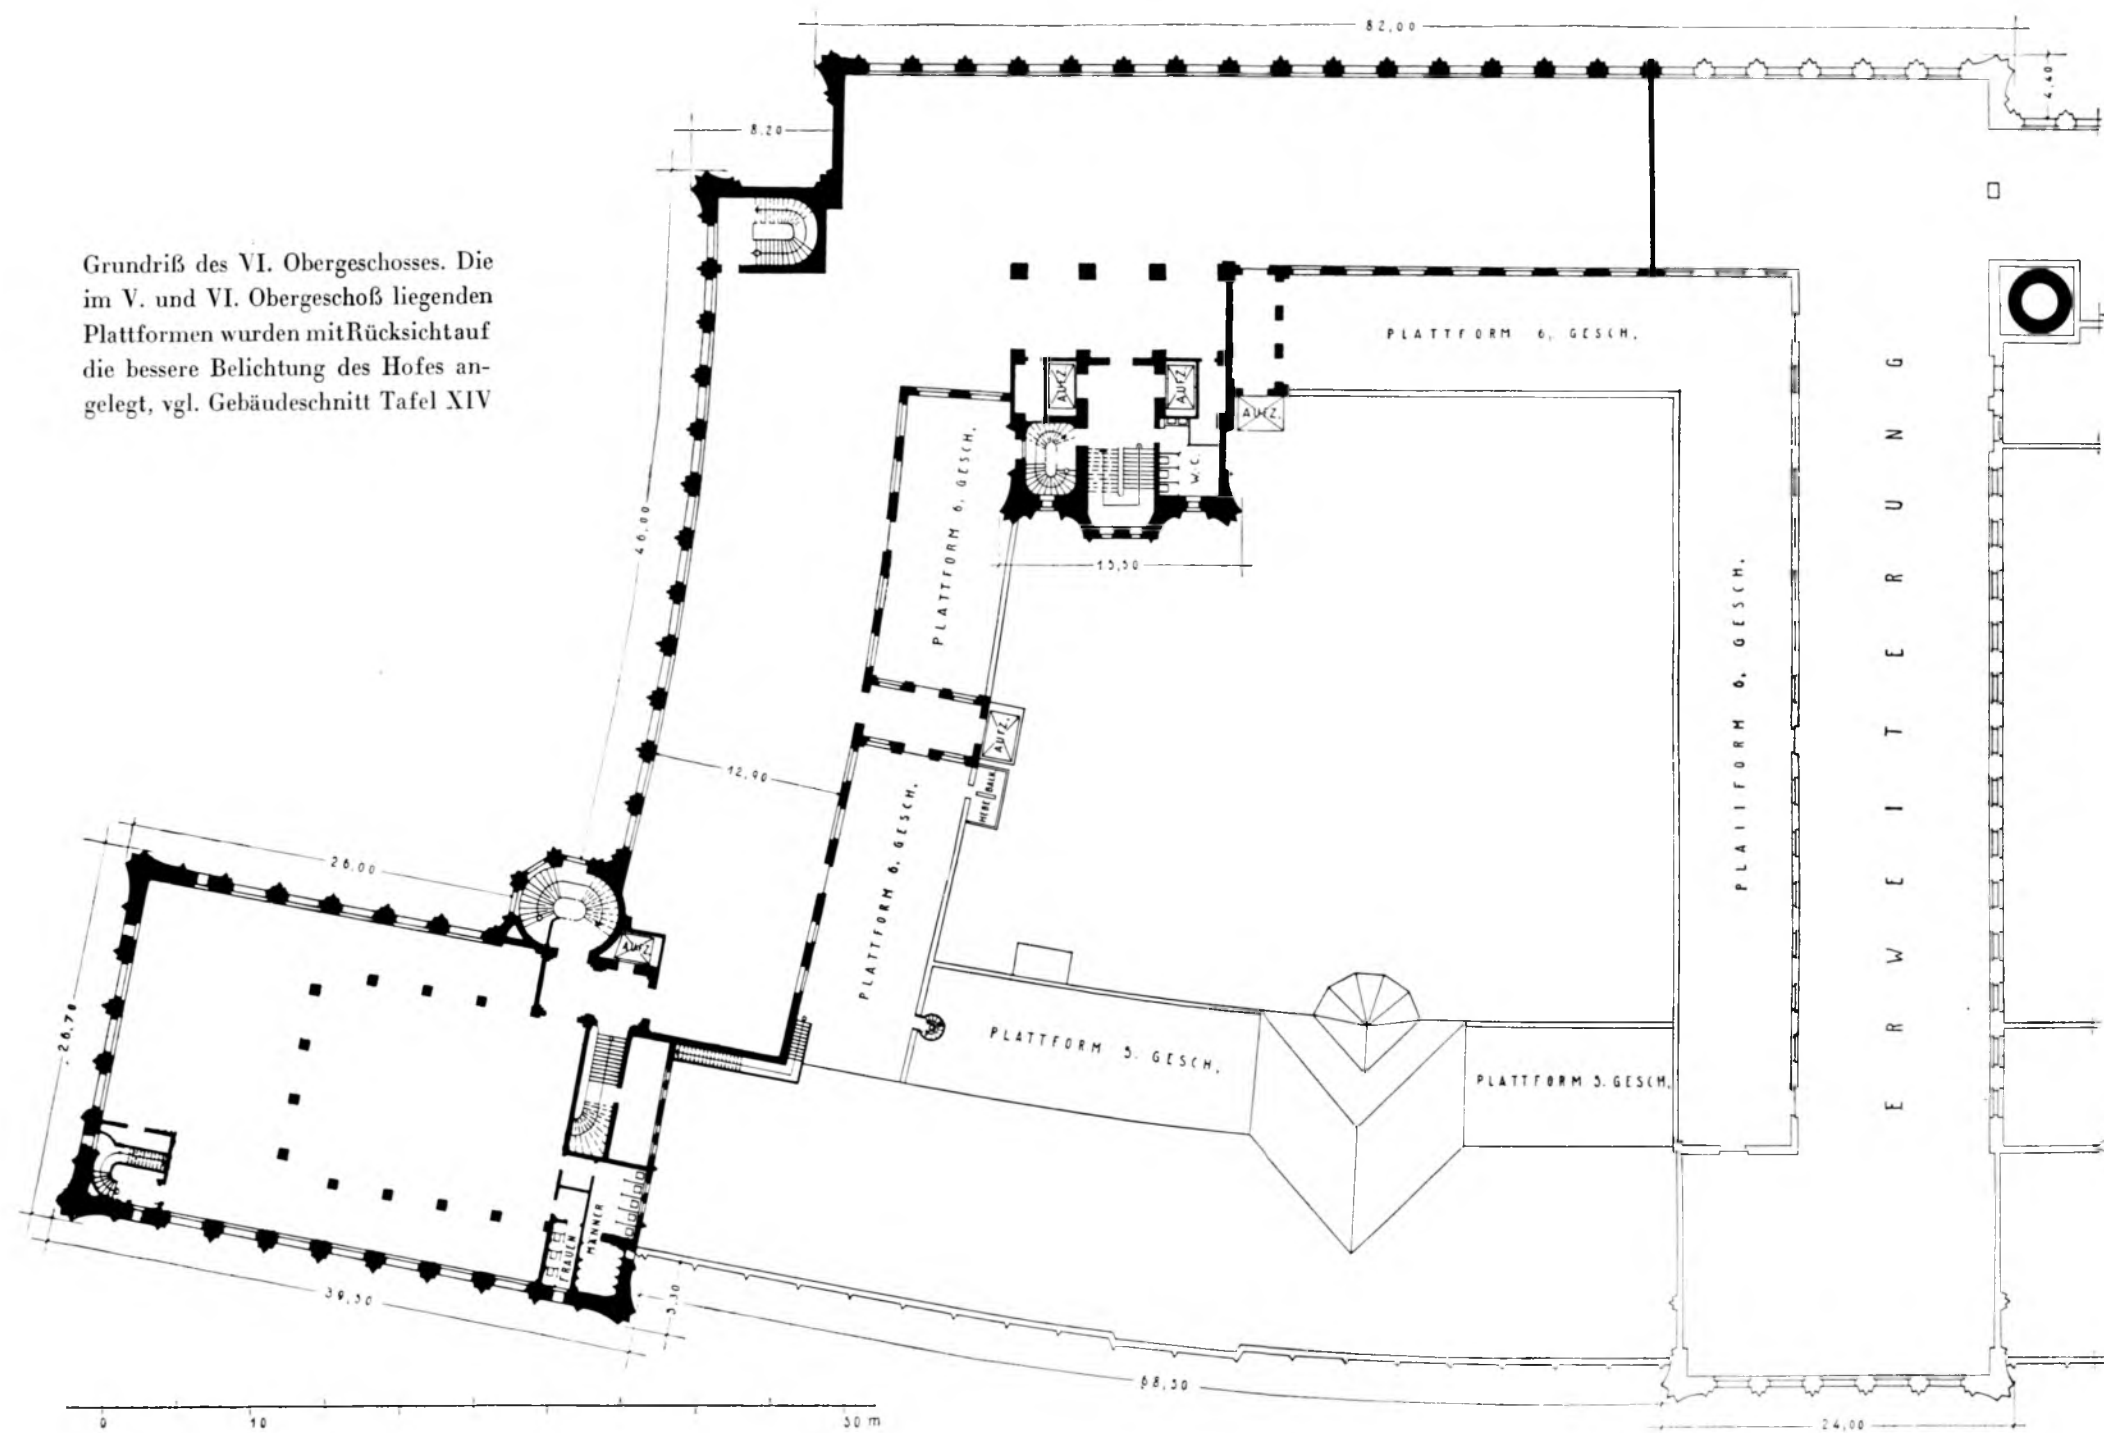 82,00
4,40
8,20
Grundriß des VI. Obergeschosses. Die
im V. und VI. Obergeschoß liegenden
Plattformen wurden mit Rücksicht auf
die bessere Belichtung des Hofes an-
gelegt, vgl. Gebäudeschnitt Tafel XIV
PLATTFORM 6. GESCH.
AUFZ.
AUFZ.
AUFZ.
W.C.
PLATTFORM 6. GESCH.
46,00
15,50
PLATTFORM 6. GESCH.
ERWEITERUNG
AUFZ.
12,90
HEBEBALK
PLATTFORM 6. GESCH.
26,00
AUFZ.
26,70
PLATTFORM 5. GESCH.
PLATTFORM 5. GESCH.
MÄNNER
FRAUEN
39,50
3,30
68,50
24,00
0 10 50 m